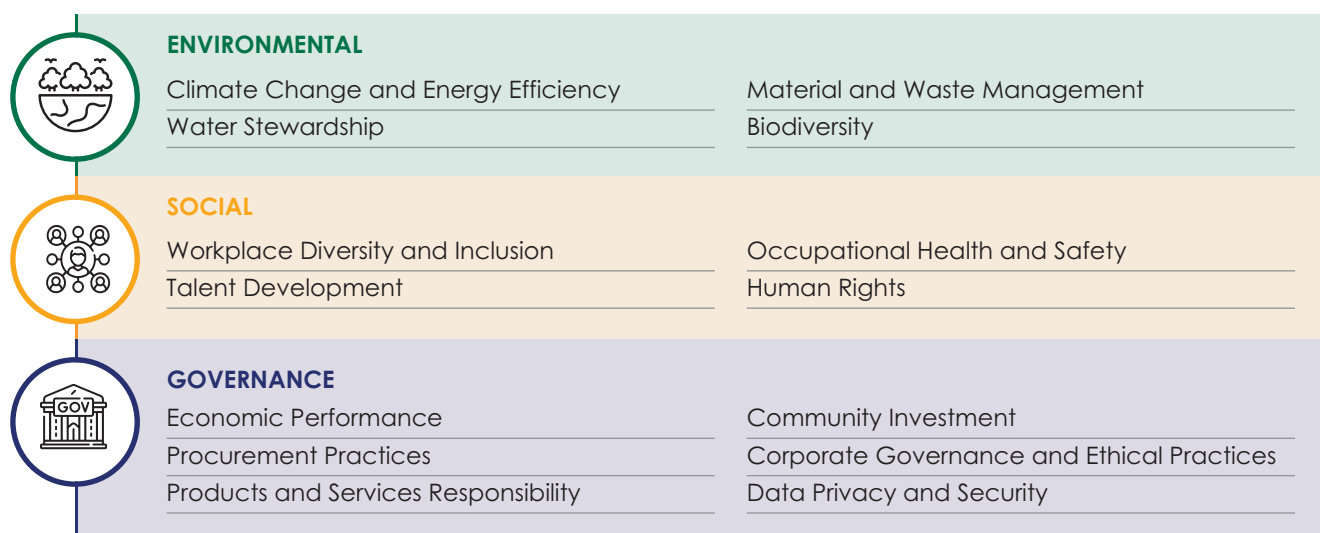 ENVIRONMENTAL
Climate Change and Energy Efficiency
Material and Waste Management
Water Stewardship
Biodiversity
SOCIAL
Workplace Diversity and Inclusion
Occupational Health and Safety
Talent Development
Human Rights
GOV
GOVERNANCE
Economic Performance
Community Investment
Procurement Practices
Corporate Governance and Ethical Practices
Products and Services Responsibility
Data Privacy and Security